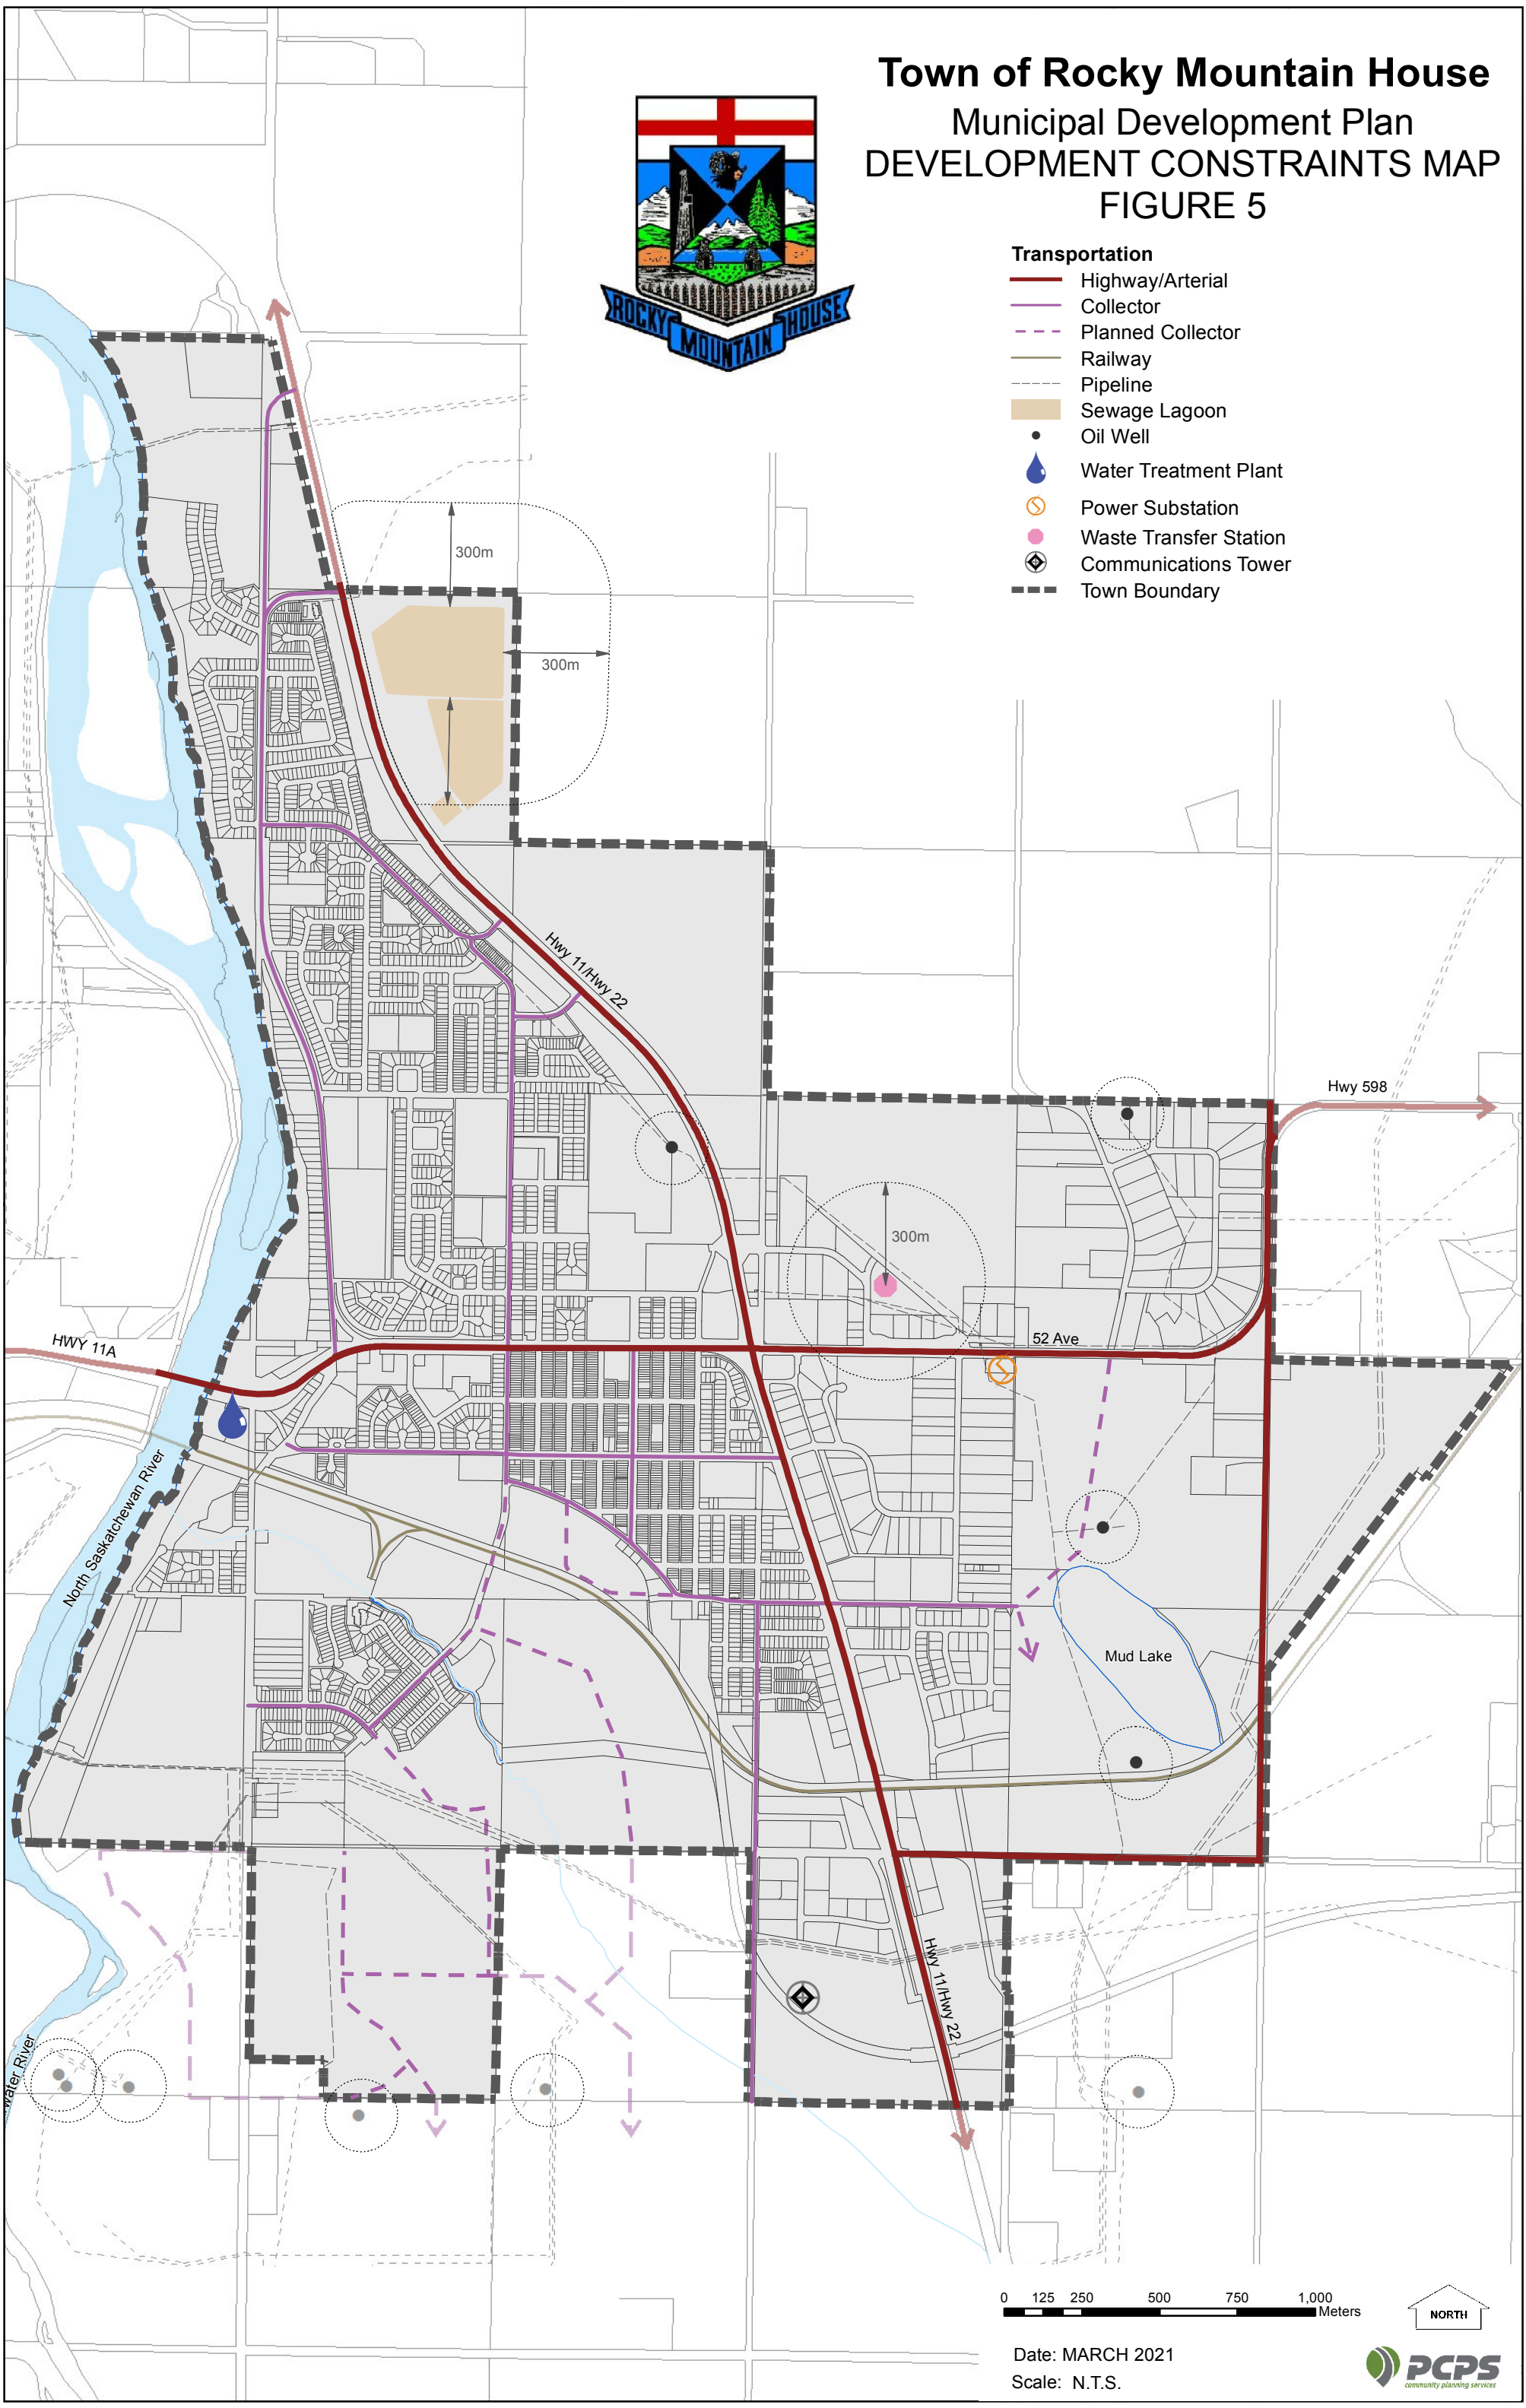 Town of Rocky Mountain House
Municipal Development Plan
DEVELOPMENT CONSTRAINTS MAP
FIGURE 5
ROCKY
MOUNTAIN
HOUSE
Transportation
Highway/Arterial
Collector
Planned Collector
Railway
Pipeline
Sewage Lagoon
Oil Well
Water Treatment Plant
Power Substation
Waste Transfer Station
Communications Tower
Town Boundary
300m
300m
Hwy 11/Hwy 22
Hwy 598
300m
52 Ave
HWY 11A
North Saskatchewan River
Mud Lake
Hwy 11/Hwy 22
water River
0 125 250 500 750 1,000
Meters
NORTH
Date: MARCH 2021
Scale: N.T.S.
PCPS
community planning services